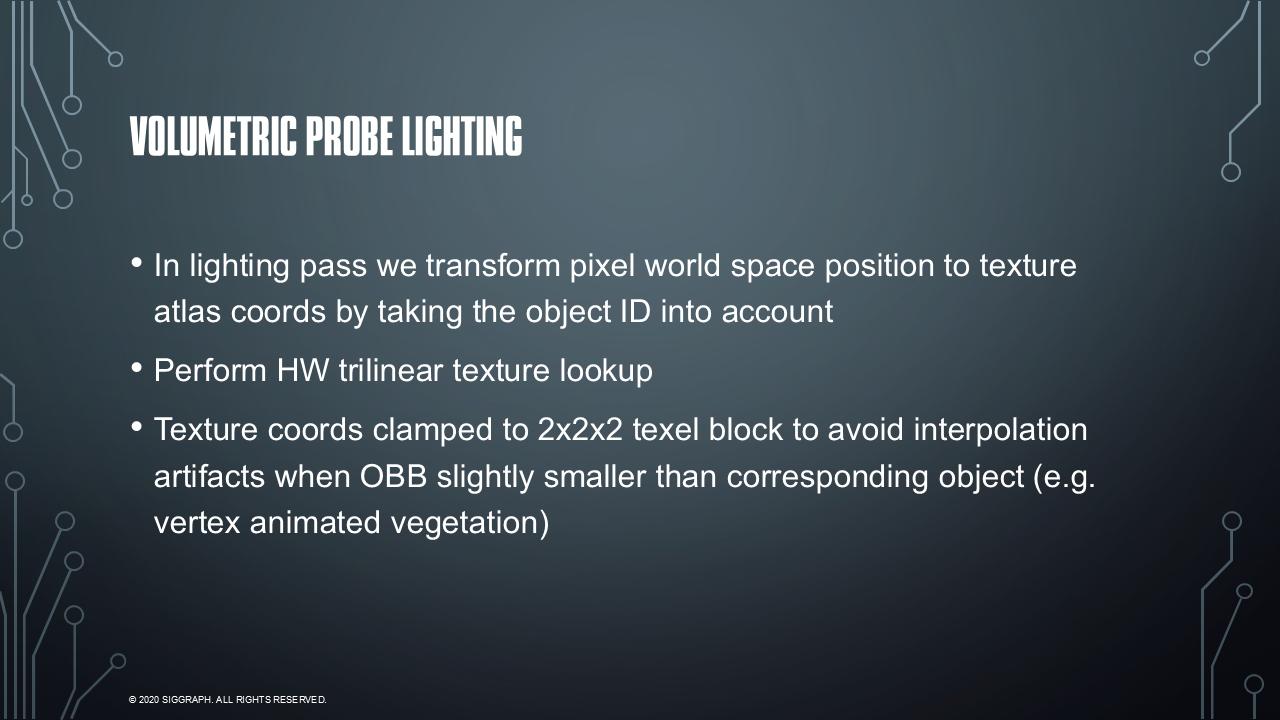 VOLUMETRIC PROBE LIGHTING
• In lighting pass we transform pixel world space position to texture
atlas coords by taking the object ID into account
• Perform HW trilinear texture lookup
• Texture coords clamped to 2x2x2 texel block to avoid interpolation
artifacts when OBB slightly smaller than corresponding object (e.g.
vertex animated vegetation)
© 2020 SIGGRAPH. ALL RIGHTS RESERVED.